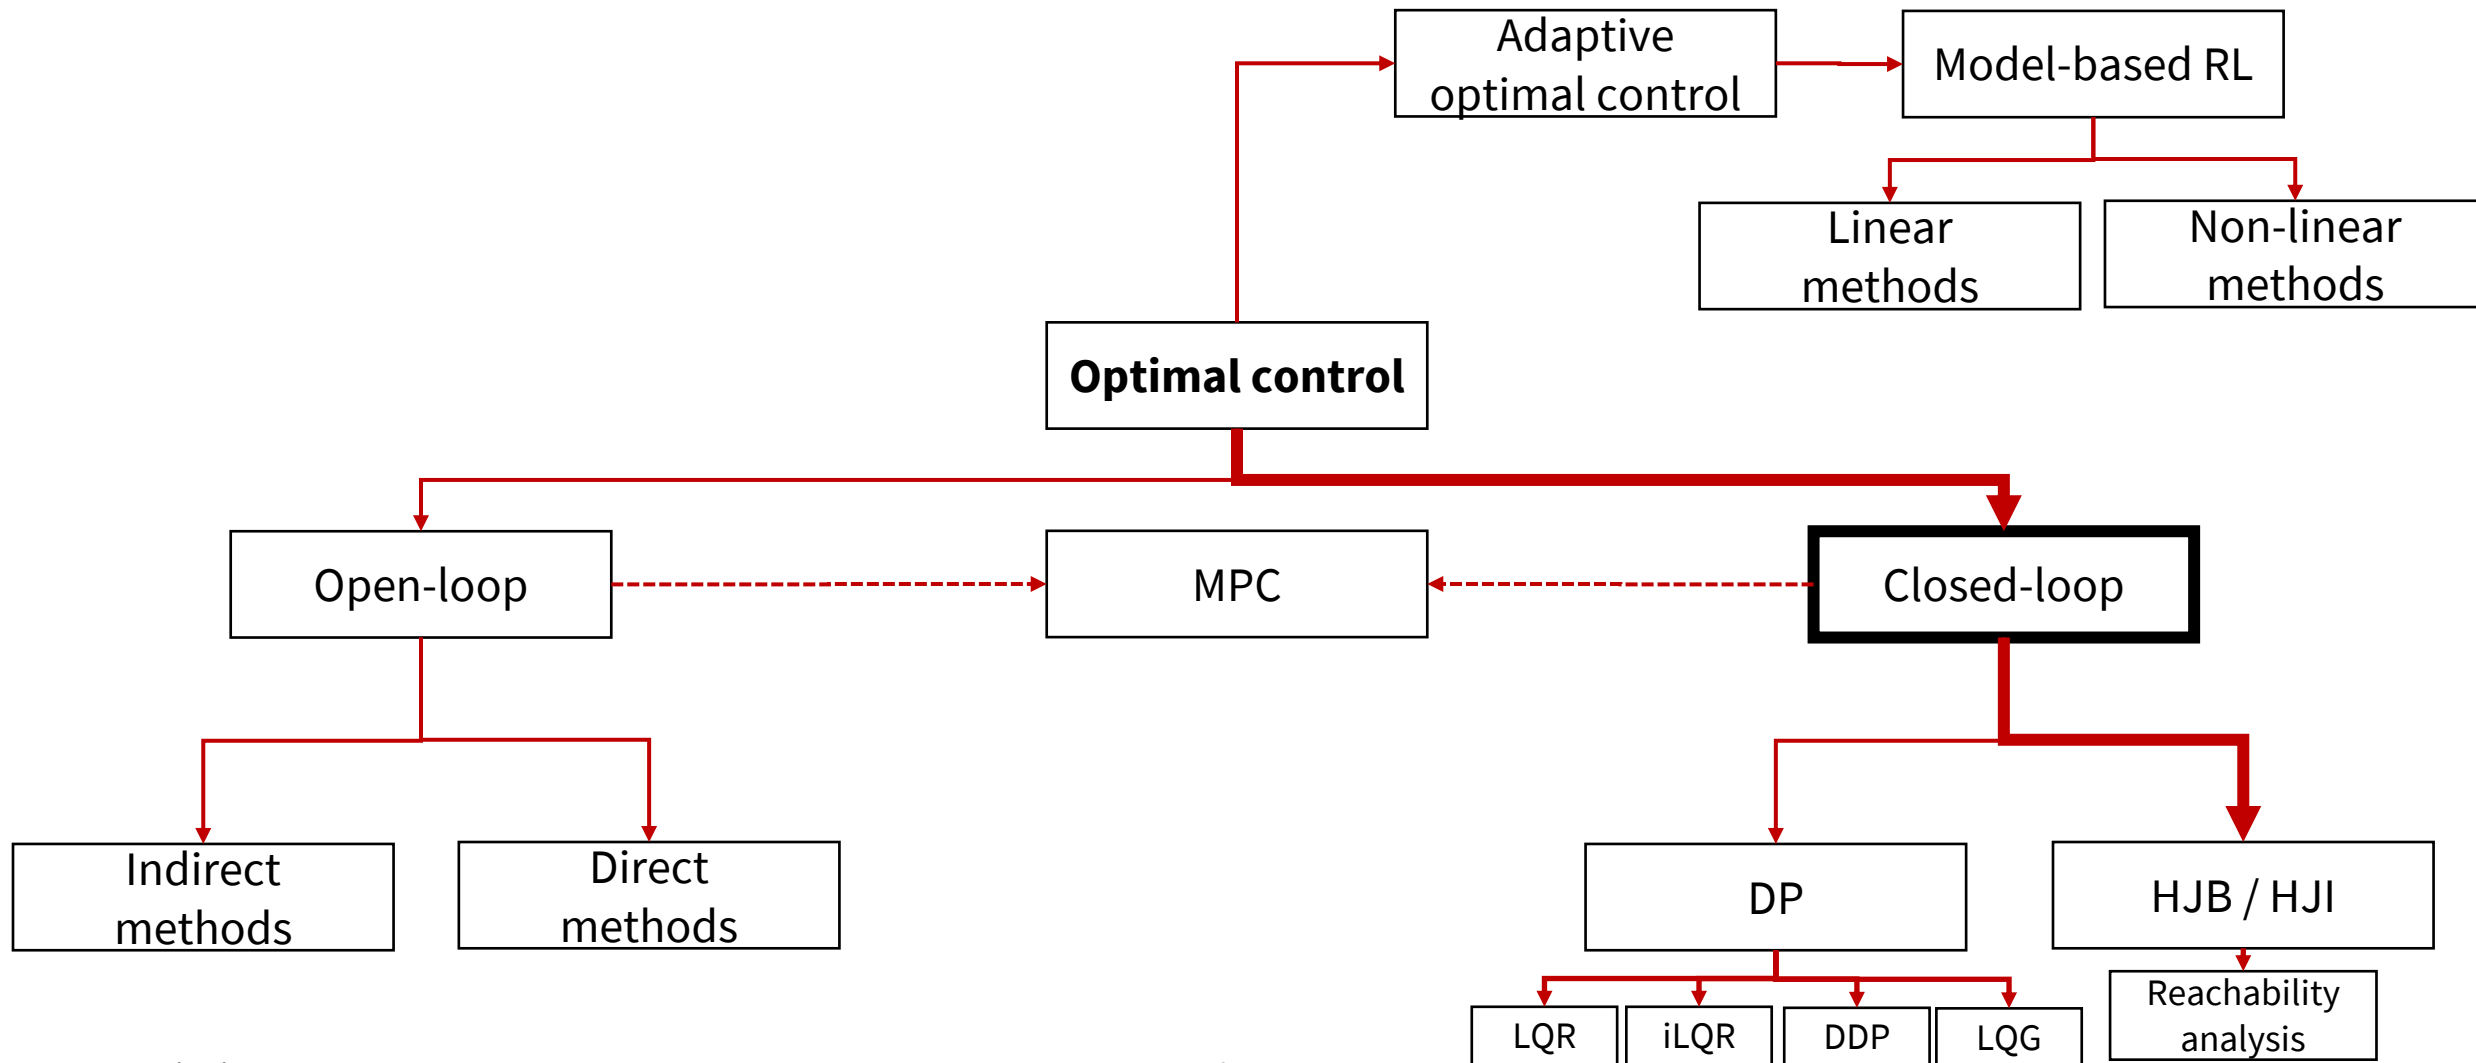 Adaptive
optimal control
Model-based RL
Linear
methods
Non-linear
methods
Optimal control
Open-loop
MPC
Closed-loop
Indirect
methods
Direct
methods
DP
HJB / HJI
LQR
iLQR
DDP
LQG
Reachability
analysis